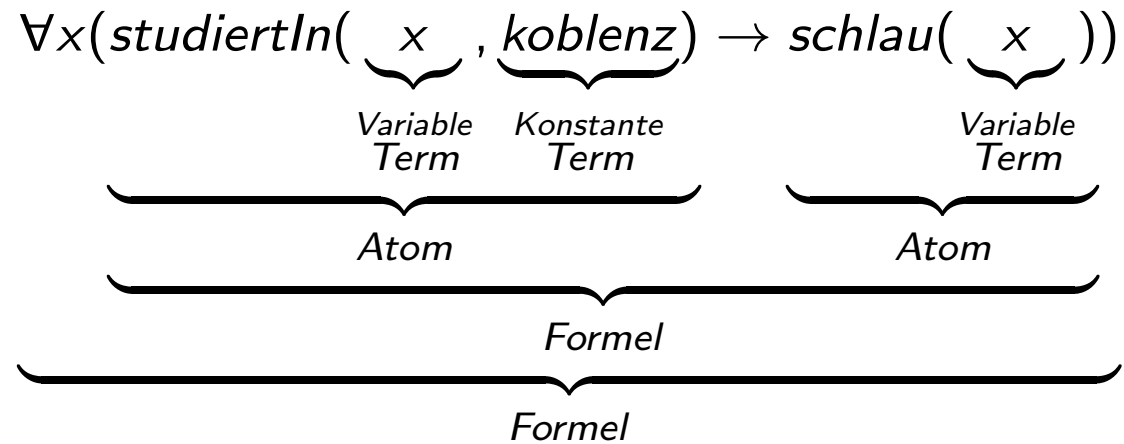 ∀x(studiertIn( x , koblenz) → schlau( x ))
Variable Konstante Variable
Term Term Term
Atom Atom
Formel
Formel